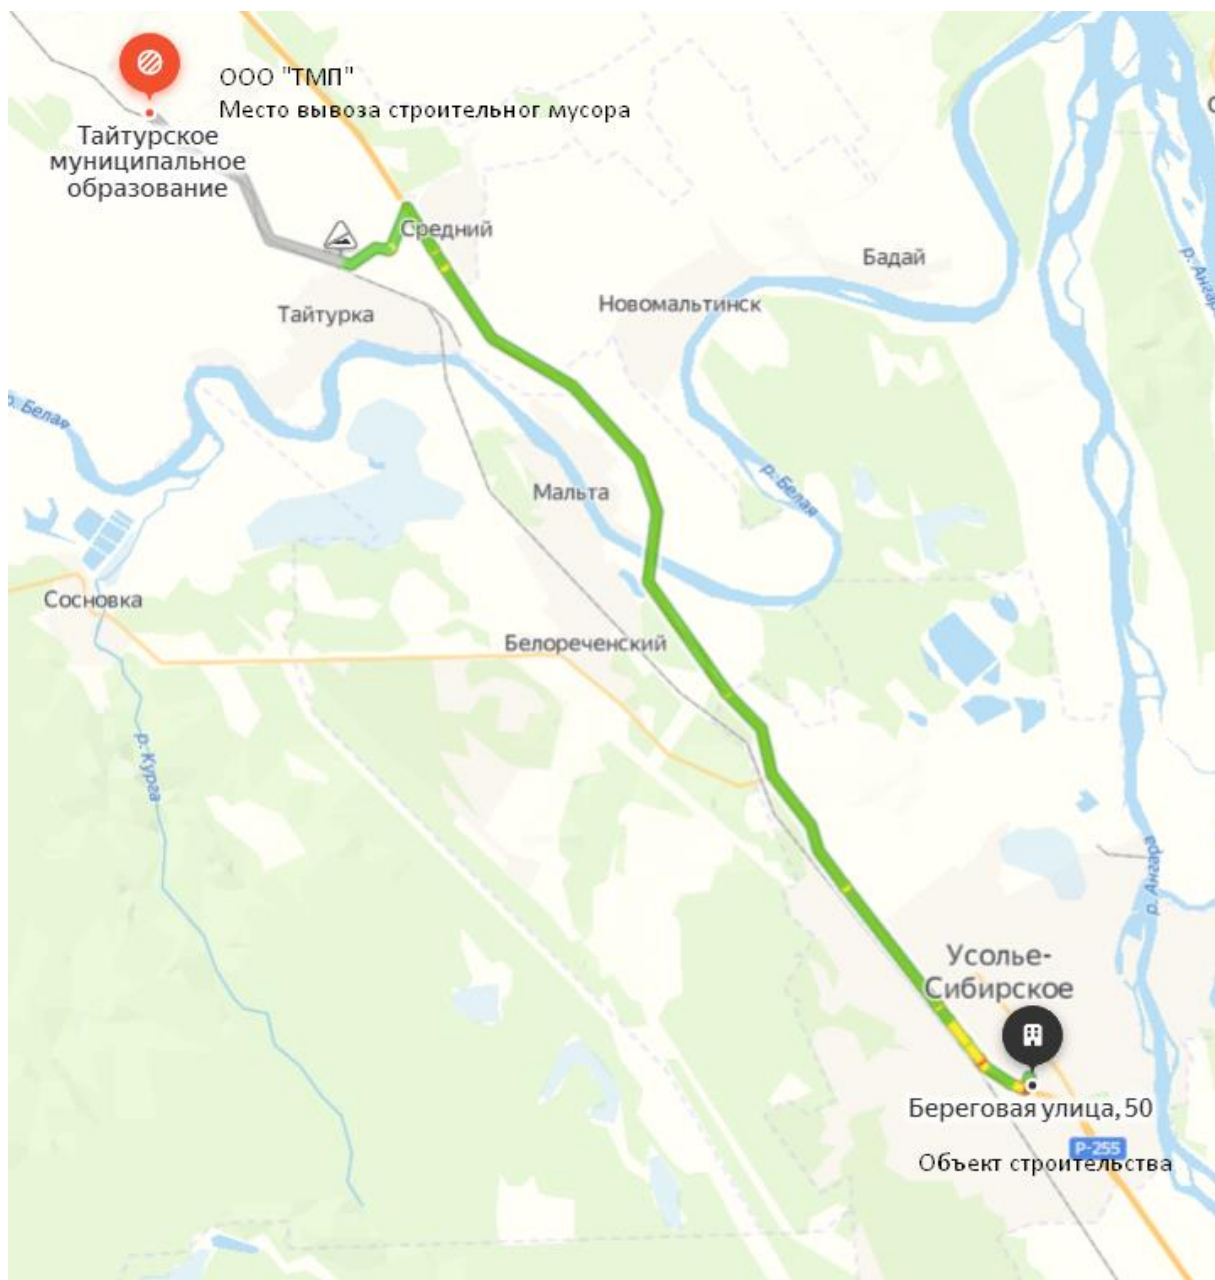 ООО "ТМП"
Место вывоза строительног мусора
Тайтурское
муниципальное
образование
Средний
Бадай
р. Ангара
Новомальтинск
Тайтурка
р. Белая
Мальта
р. Белая
Сосновка
Белореченский
р. Курга
р. Ангара
Усолье-
Сибирское
Береговая улица, 50
Р-255
Объект строительства